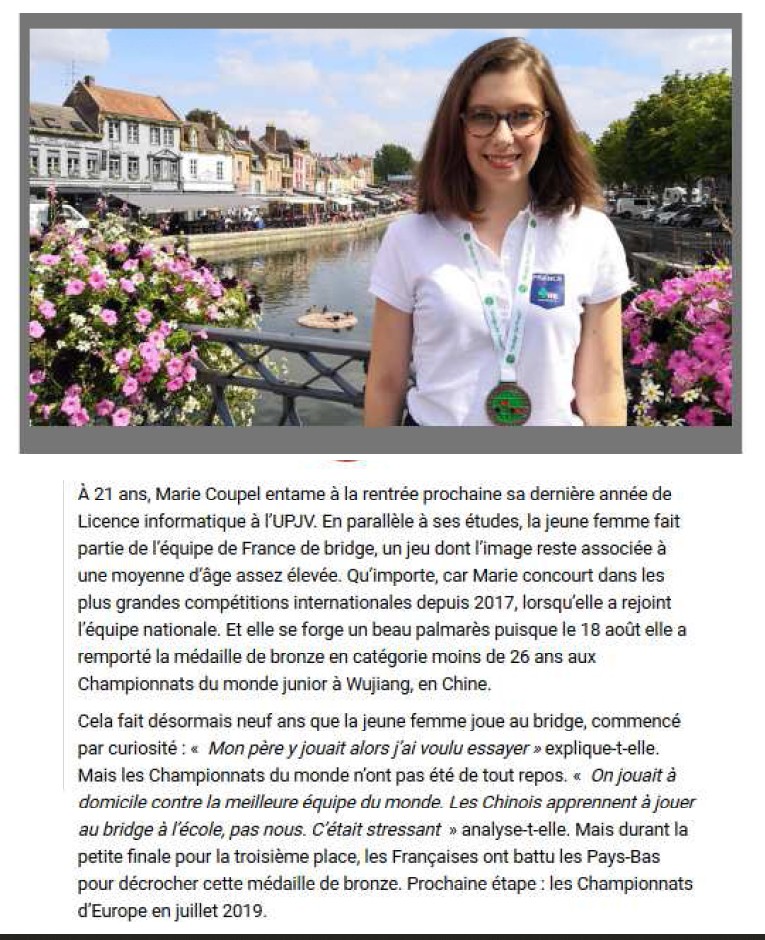 FRANCE
À 21 ans, Marie Coupel entame à la rentrée prochaine sa dernière année de
Licence informatique à l’UPJV. En parallèle à ses études, la jeune femme fait
partie de l’équipe de France de bridge, un jeu dont l’image reste associée à
une moyenne d’âge assez élevée. Qu’importe, car Marie concourt dans les
plus grandes compétitions internationales depuis 2017, lorsqu’elle a rejoint
l’équipe nationale. Et elle se forge un beau palmarès puisque le 18 août elle a
remporté la médaille de bronze en catégorie moins de 26 ans aux
Championnats du monde junior à Wujiang, en Chine.
Cela fait désormais neuf ans que la jeune femme joue au bridge, commencé
par curiosité : « Mon père y jouait alors j’ai voulu essayer » explique-t-elle.
Mais les Championnats du monde n’ont pas été de tout repos. « On jouait à
domicile contre la meilleure équipe du monde. Les Chinois apprennent à jouer
au bridge à l’école, pas nous. C’était stressant » analyse-t-elle. Mais durant la
petite finale pour la troisième place, les Françaises ont battu les Pays-Bas
pour décrocher cette médaille de bronze. Prochaine étape : les Championnats
d’Europe en juillet 2019.